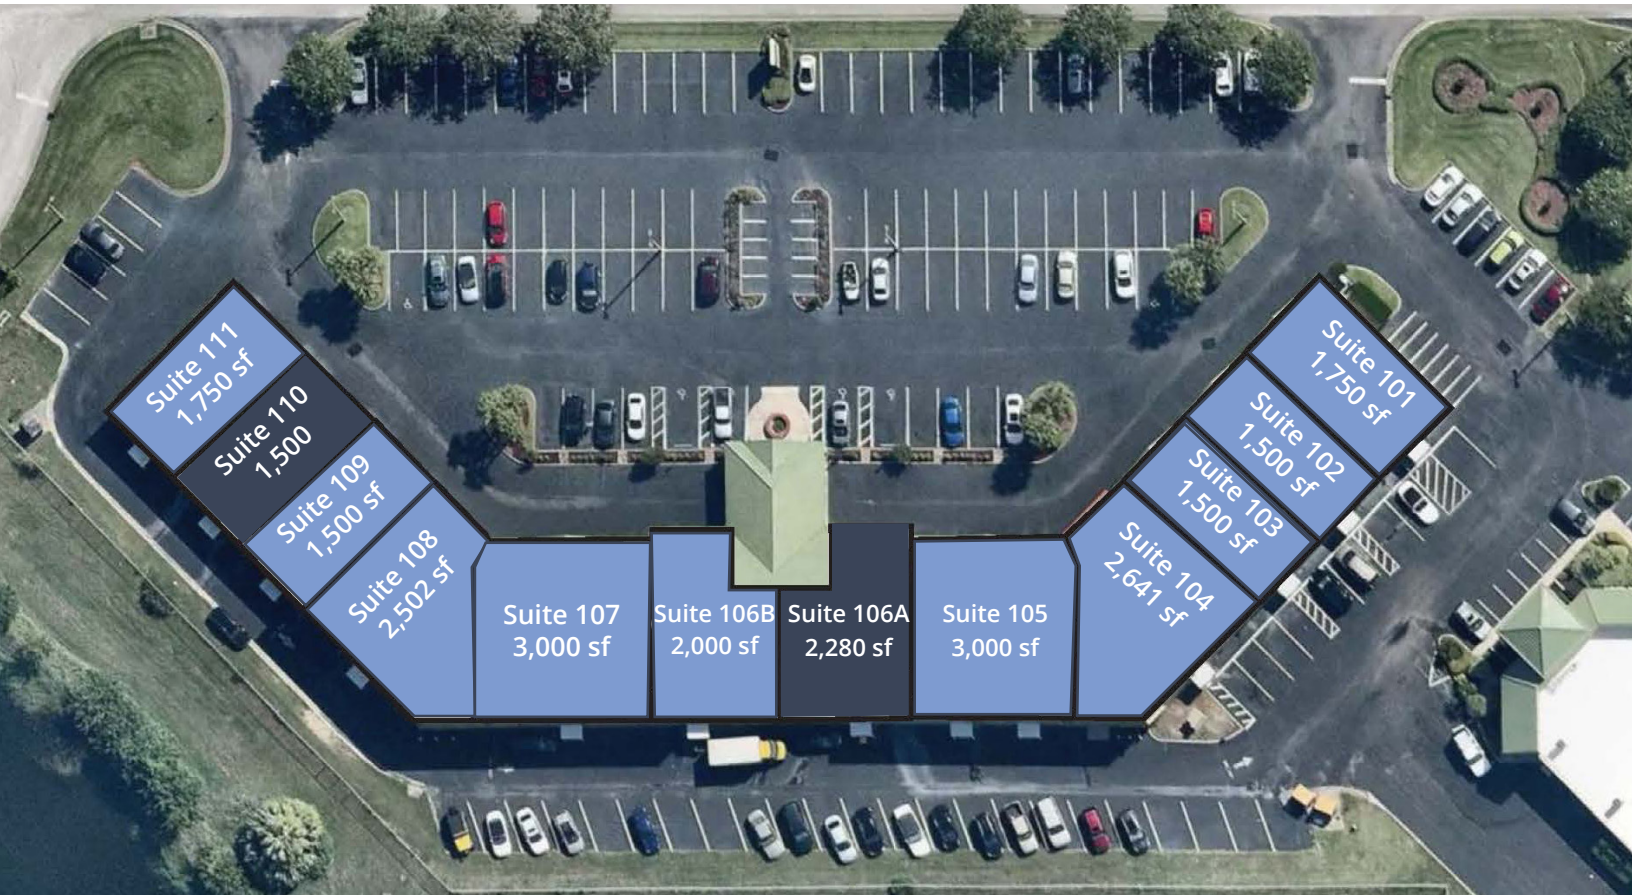 Suite 111
1,750 sf
Suite 110
1,500
Suite 109
1,500 sf
Suite 108
2,502 sf
Suite 107
3,000 sf
Suite 106B
2,000 sf
Suite 106A
2,280 sf
Suite 105
3,000 sf
Suite 104
2,641 sf
Suite 103
1,500 sf
Suite 102
1,500 sf
Suite 101
1,750 sf